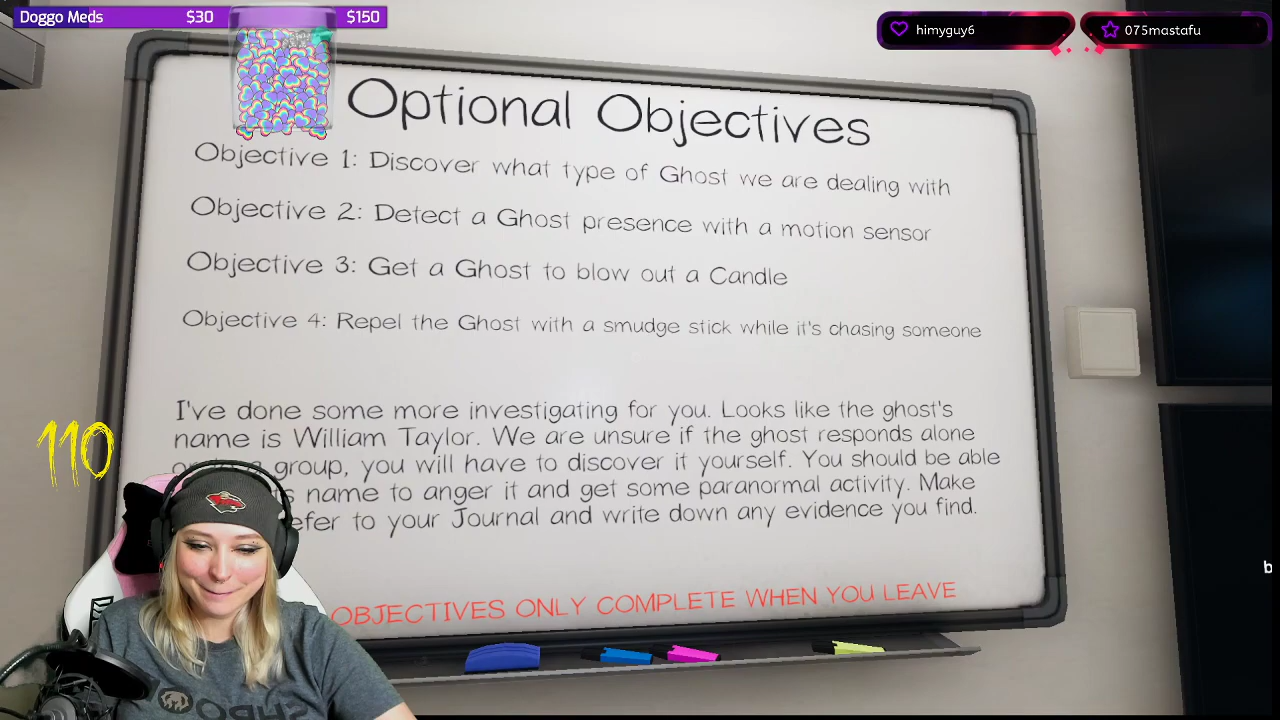 Doggo Meds $30 $150
himyguy6
075mastafu
Optional Objectives
Objective 1: Discover what type of Ghost we are dealing with
Objective 2: Detect a Ghost presence with a motion sensor
Objective 3: Get a Ghost to blow out a Candle
Objective 4: Repel the Ghost with a smudge stick while it's chasing someone
I've done some more investigating for you. Looks like the ghost's
name is William Taylor. We are unsure if the ghost responds alone
group, you will have to discover it yourself. You should be able
name to anger it and get some paranormal activity. Make
efer to your Journal and write down any evidence you find.
OBJECTIVES ONLY COMPLETE WHEN YOU LEAVE
110
b